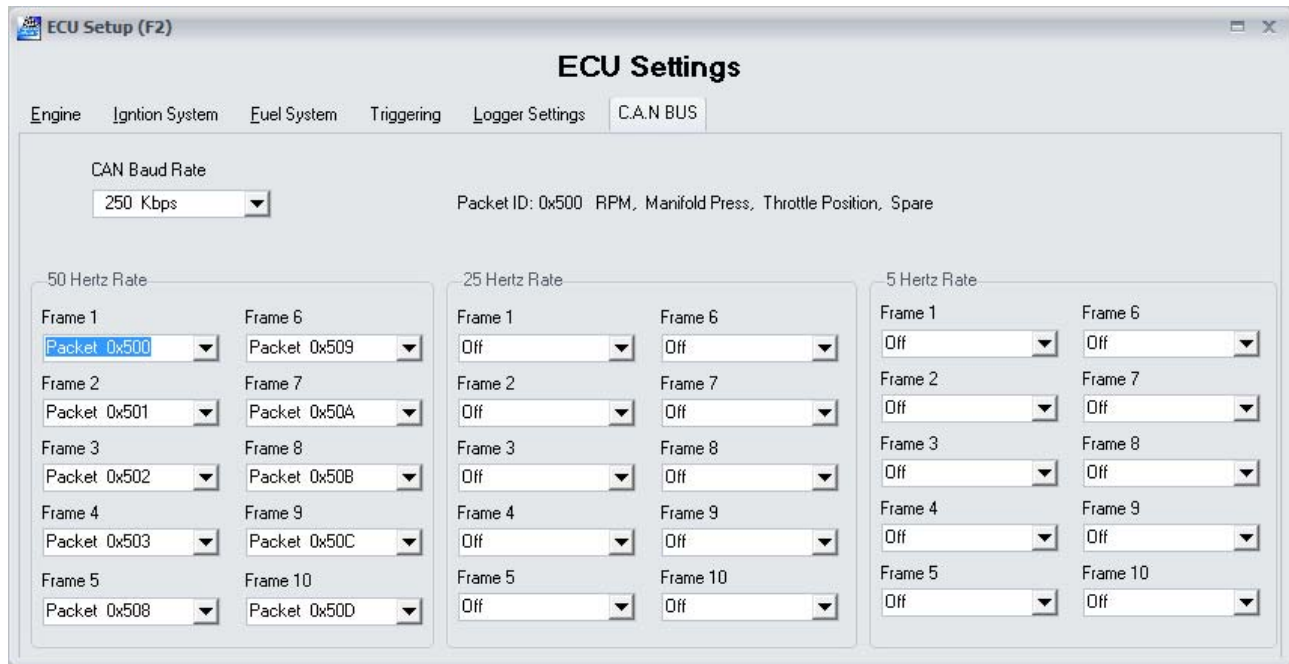 ECU Setup (F2)
ECU Settings
Engine Igntion System Fuel System Triggering Logger Settings C.A.N BUS
CAN Baud Rate
250 Kbps
Packet ID: 0x500 RPM, Manifold Press, Throttle Position, Spare
50 Hertz Rate
Frame 1 Frame 6
Packet 0x500 Packet 0x509
Frame 2 Frame 7
Packet 0x501 Packet 0x50A
Frame 3 Frame 8
Packet 0x502 Packet 0x50B
Frame 4 Frame 9
Packet 0x503 Packet 0x50C
Frame 5 Frame 10
Packet 0x508 Packet 0x50D
25 Hertz Rate
Frame 1 Frame 6
Off Off
Frame 2 Frame 7
Off Off
Frame 3 Frame 8
Off Off
Frame 4 Frame 9
Off Off
Frame 5 Frame 10
Off Off
5 Hertz Rate
Frame 1 Frame 6
Off Off
Frame 2 Frame 7
Off Off
Frame 3 Frame 8
Off Off
Frame 4 Frame 9
Off Off
Frame 5 Frame 10
Off Off